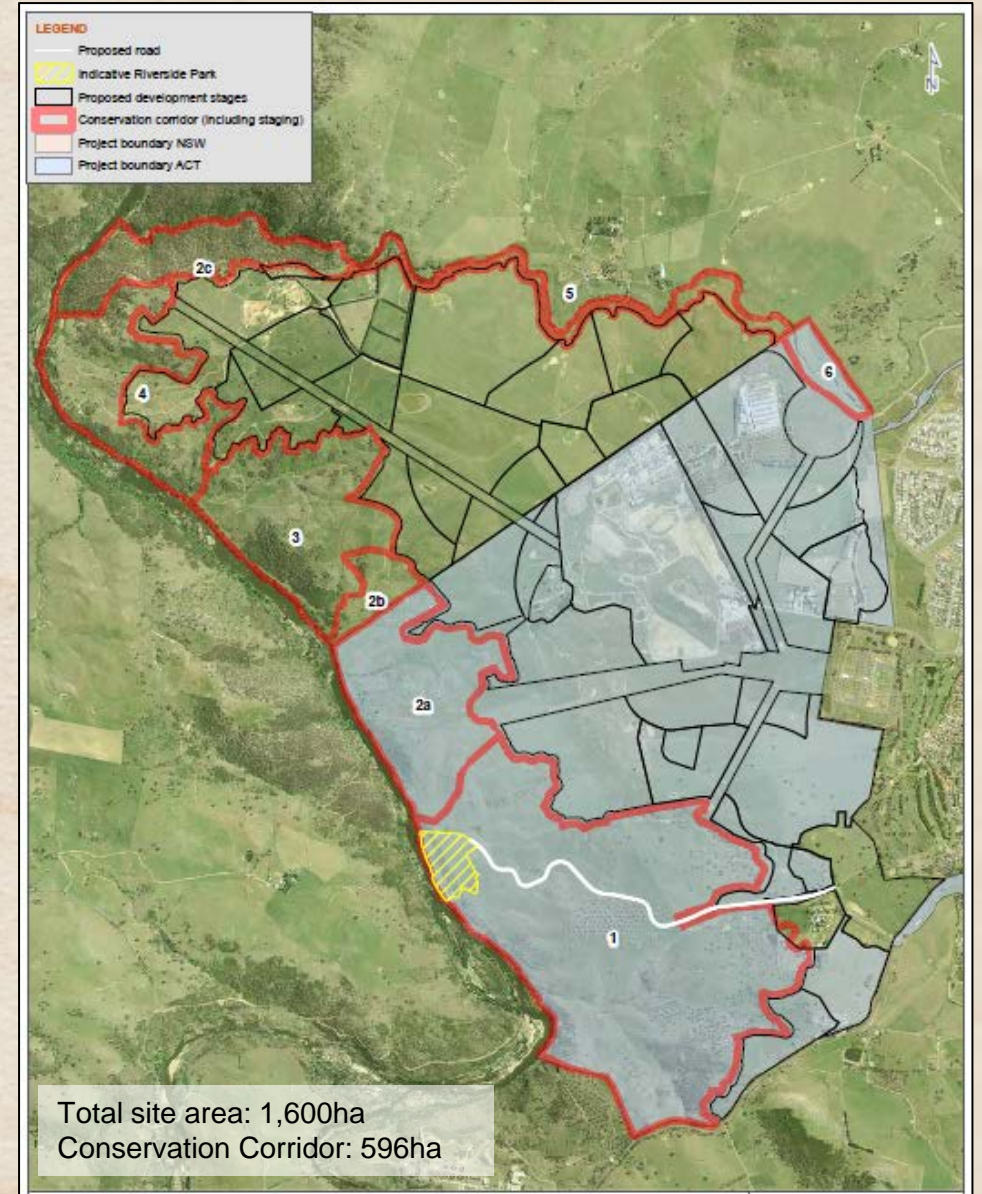 LEGEND
Proposed road
Indicative Riverside Park
Proposed development stages
Conservation corridor (including staging)
Project boundary NSW
Project boundary ACT
N
2c
5
6
4
3
2b
2a
1
Total site area: 1,600ha
Conservation Corridor: 596ha